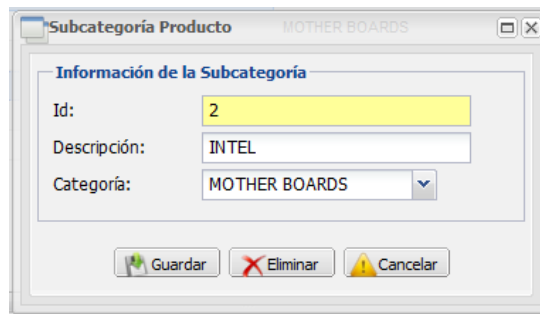 Subcategoría Producto MOTHER BOARDS
Información de la Subcategoría
Id: 2
Descripción: INTEL
Categoría: MOTHER BOARDS
Guardar Eliminar Cancelar